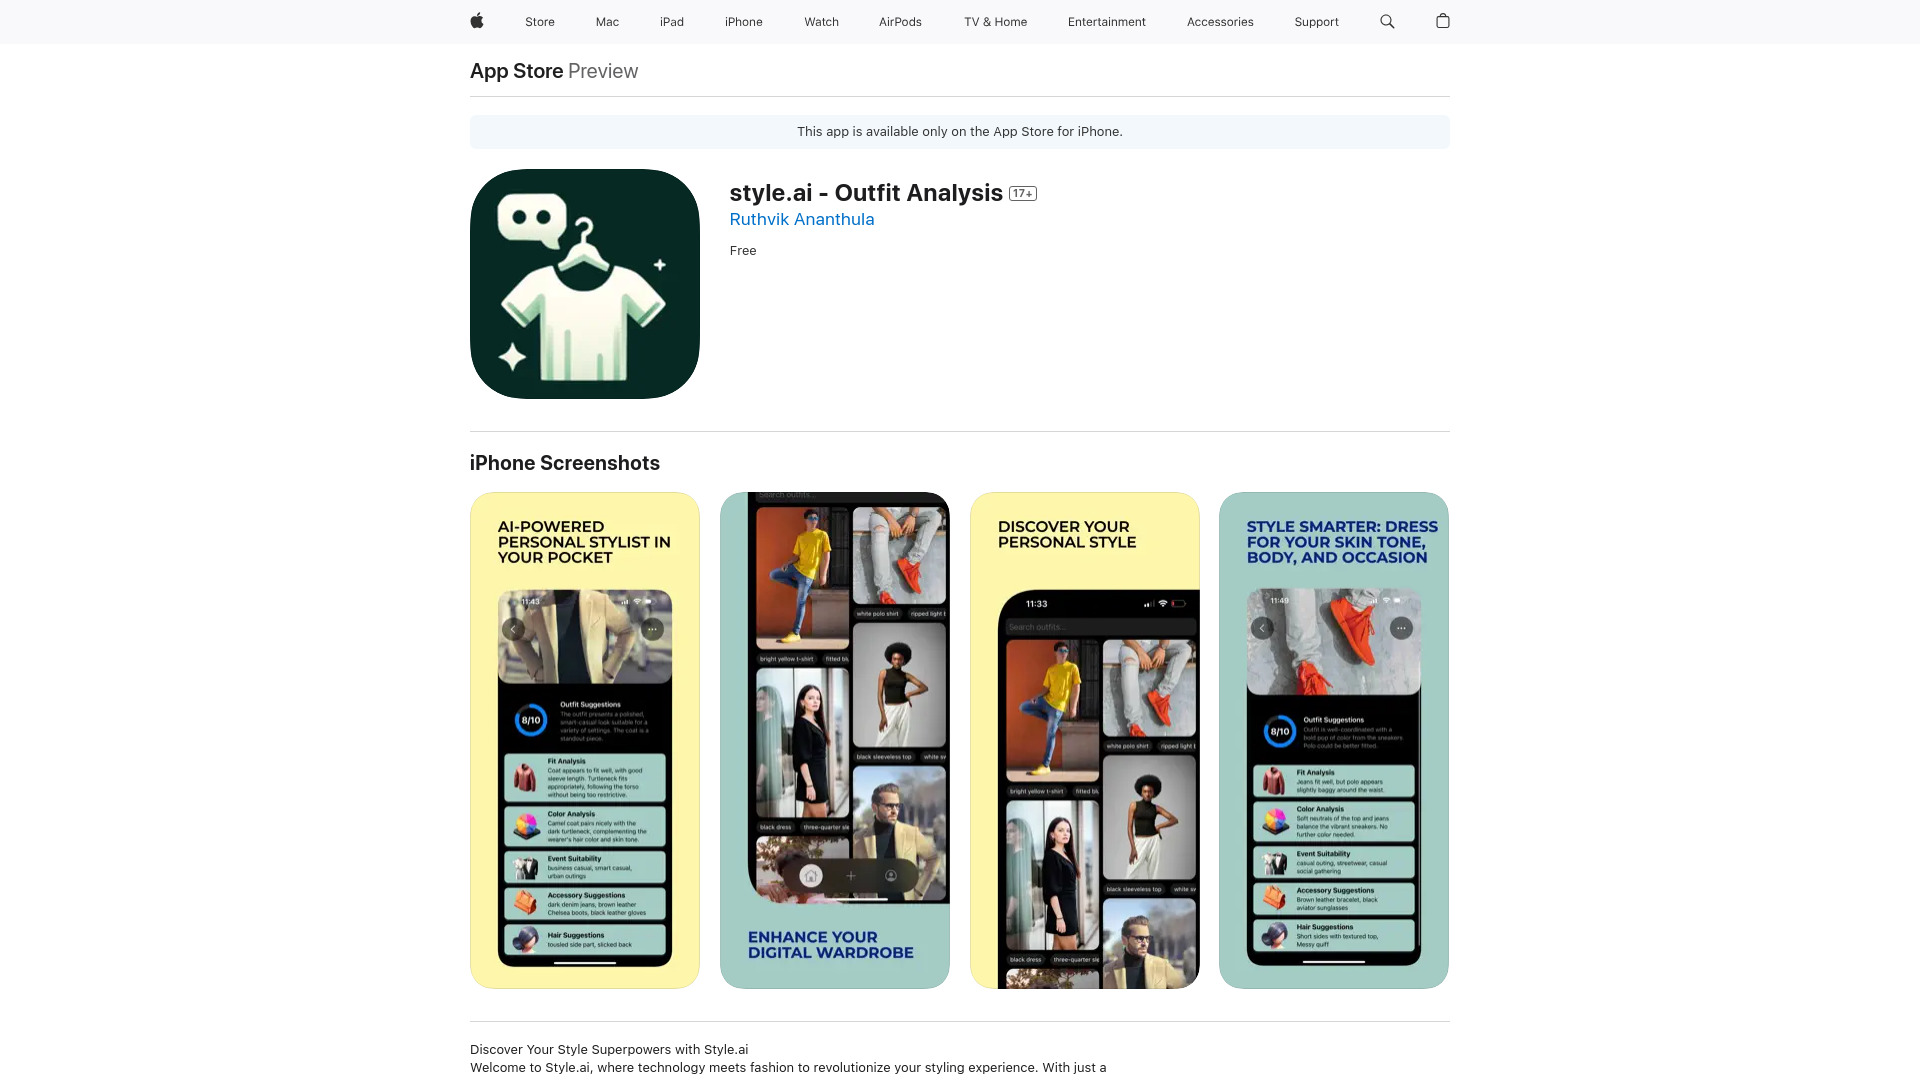 Store Mac iPad iPhone Watch AirPods TV & Home Entertainment Accessories Support
App Store Preview
This app is available only on the App Store for iPhone.
style.ai - Outfit Analysis 17+
Ruthvik Ananthula
Free
iPhone Screenshots
AI-POWERED
PERSONAL STYLIST IN
YOUR POCKET
11:43
8/10
Outfit Suggestions
The outfit presents a polished,
smart-casual look suitable for a
variety of settings. The coat is a
standout piece.
Fit Analysis
Coat appears to fit well, with good
sleeve length. Turtleneck fits
appropriately, following the torso
without being too restrictive.
Color Analysis
Camel coat pairs nicely with the
dark turtleneck, complementing the
wearer's hair color and skin tone.
Event Suitability
business casual, smart casual,
urban outings
Accessory Suggestions
dark denim jeans, brown leather
Chelsea boots, black leather gloves
Hair Suggestions
tousled side part, slicked back
Search outfits...
white polo shirt ripped light b
bright yellow t-shirt fitted blu
black sleeveless top white sw
black dress three-quarter sle
ENHANCE YOUR
DIGITAL WARDROBE
DISCOVER YOUR
PERSONAL STYLE
11:33
Search outfits...
white polo shirt ripped light b
bright yellow t-shirt fitted blu
black sleeveless top white sw
black dress three-quarter sle
STYLE SMARTER: DRESS
FOR YOUR SKIN TONE,
BODY, AND OCCASION
11:49
8/10
Outfit Suggestions
Outfit is well-coordinated with a
bold pop of color from the sneakers.
Polo could be better fitted.
Fit Analysis
Jeans fit well, but polo appears
slightly baggy around the waist.
Color Analysis
Soft neutrals of the top and jeans
balance the vibrant sneakers. No
further color needed.
Event Suitability
casual outing, streetwear, casual
social gathering
Accessory Suggestions
Brown leather bracelet, black
aviator sunglasses
Hair Suggestions
Short sides with textured top,
Messy quiff
Discover Your Style Superpowers with Style.ai
Welcome to Style.ai, where technology meets fashion to revolutionize your styling experience. With just a